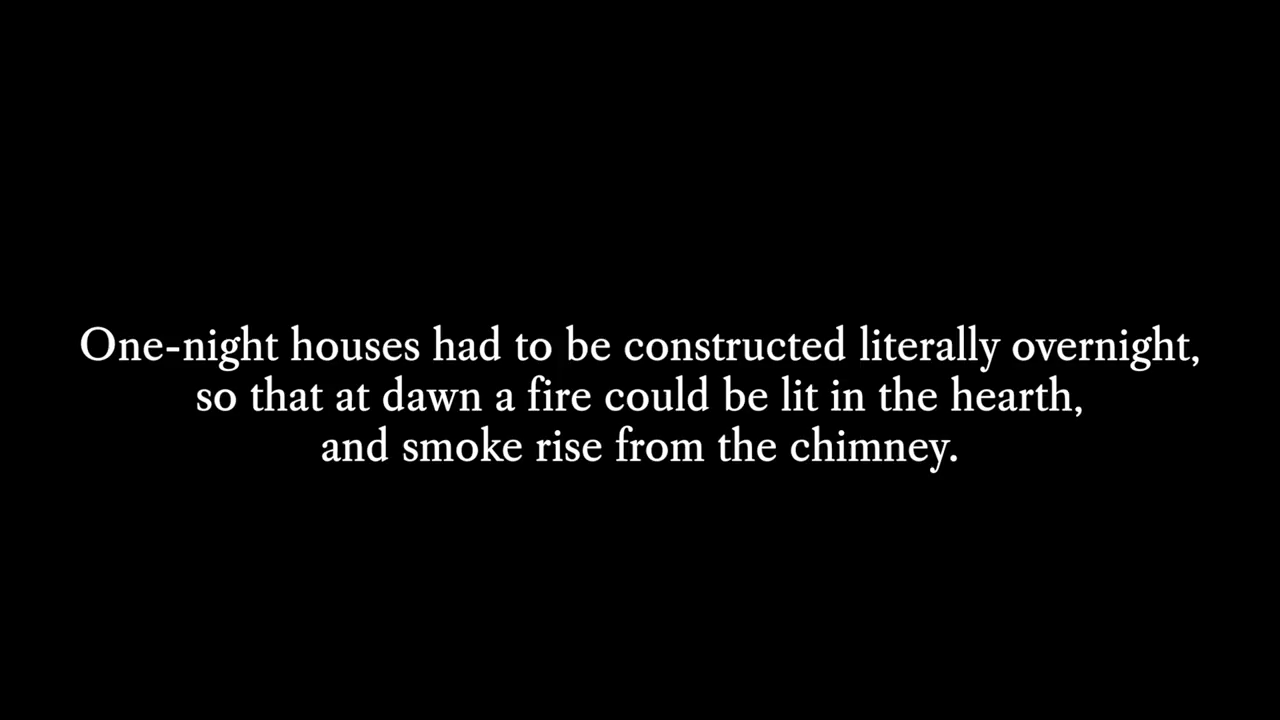 One-night houses had to be constructed literally overnight,
so that at dawn a fire could be lit in the hearth,
and smoke rise from the chimney.